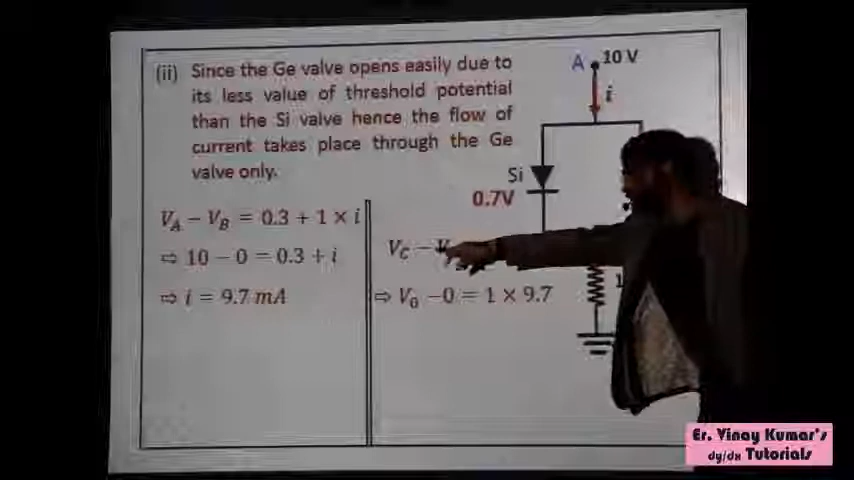 (ii) Since the Ge valve opens easily due to
its less value of threshold potential
than the Si valve hence the flow of
current takes place through the Ge
valve only.
A 10 V
i
Si
0.7V
V_A − V_B = 0.3 + 1 × i
⇒ 10 − 0 = 0.3 + i
⇒ i = 9.7 mA
V_C −
⇒ V_0 − 0 = 1 × 9.7
1
Er. Vinay Kumar's
dy/dx Tutorials